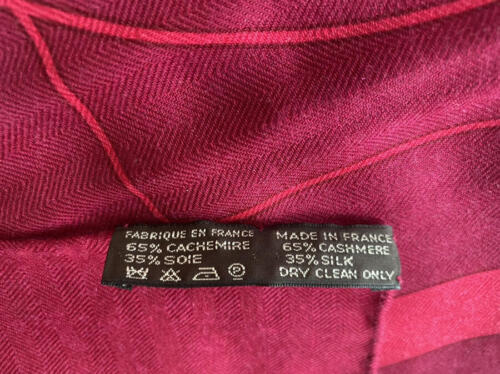 FABRIQUE EN FRANCE
65% CACHEMIRE
35% SOIE
MADE IN FRANCE
65% CASHMERE
35% SILK
DRY CLEAN ONLY